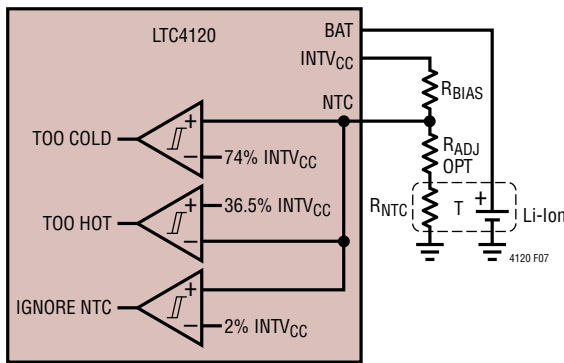 LTC4120
BAT
INTVCC
NTC
RBIAS
TOO COLD
+
–
74% INTVCC
RADJ
OPT
TOO HOT
+
–
36.5% INTVCC
RNTC
T
+
Li-Ion
4120 F07
IGNORE NTC
+
–
2% INTVCC